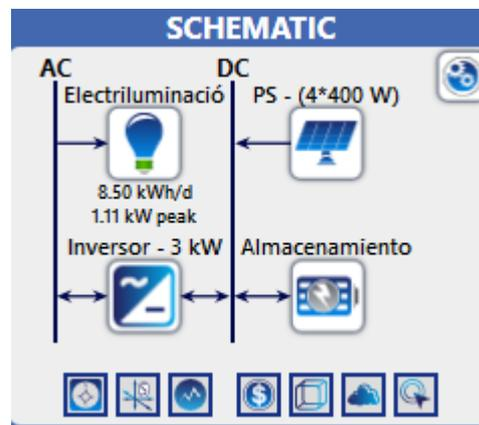 SCHEMATIC
AC DC
Electriluminació PS - (4*400 W)
8.50 kWh/d
1.11 kW peak
Inversor - 3 kW Almacenamiento